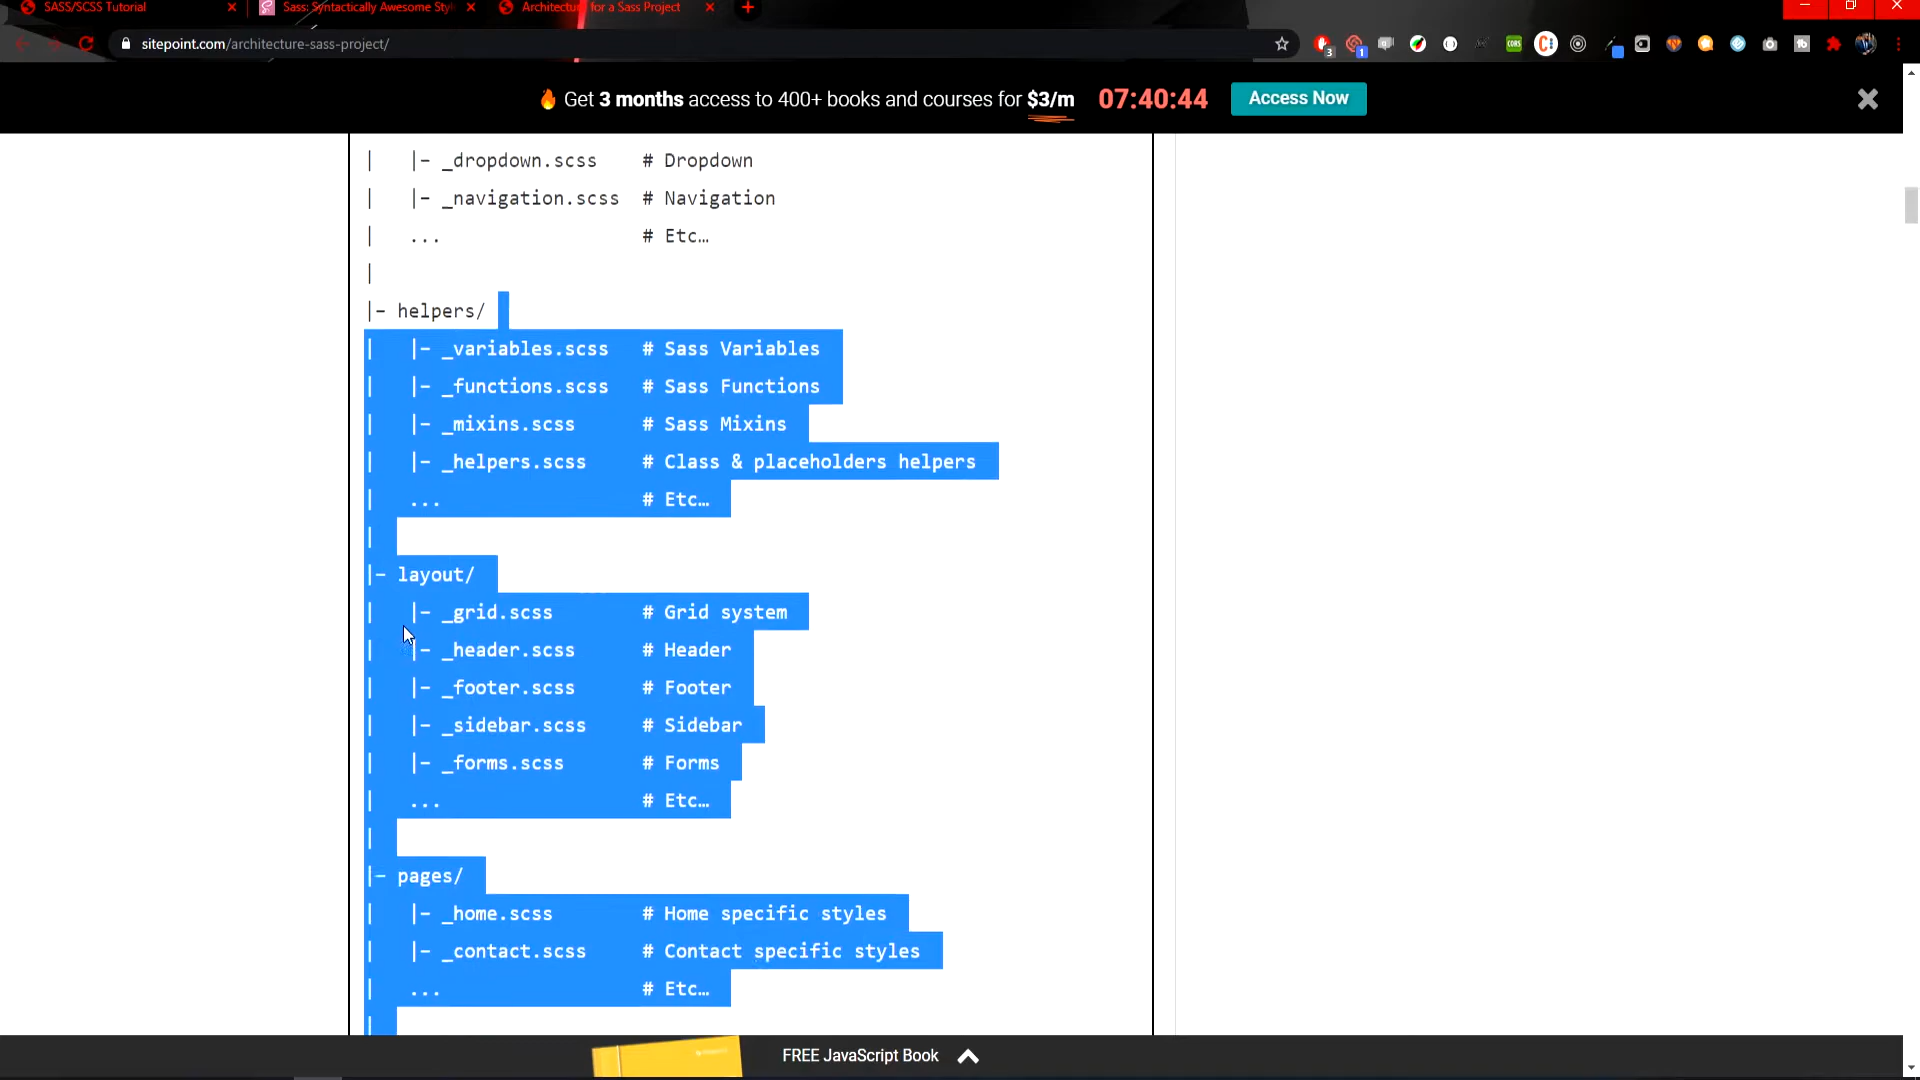 SASS/SCSS Tutorial
Sass: Syntactically Awesome Styl
Architecture for a Sass Project
sitepoint.com/architecture-sass-project/
🔥 Get 3 months access to 400+ books and courses for $3/m 07:40:44 Access Now
| |- _dropdown.scss # Dropdown
| |- _navigation.scss # Navigation
| ... # Etc…
|
|- helpers/
| |- _variables.scss # Sass Variables
| |- _functions.scss # Sass Functions
| |- _mixins.scss # Sass Mixins
| |- _helpers.scss # Class & placeholders helpers
| ... # Etc…
|
|- layout/
| |- _grid.scss # Grid system
| |- _header.scss # Header
| |- _footer.scss # Footer
| |- _sidebar.scss # Sidebar
| |- _forms.scss # Forms
| ... # Etc…
|
|- pages/
| |- _home.scss # Home specific styles
| |- _contact.scss # Contact specific styles
| ... # Etc…
|
FREE JavaScript Book